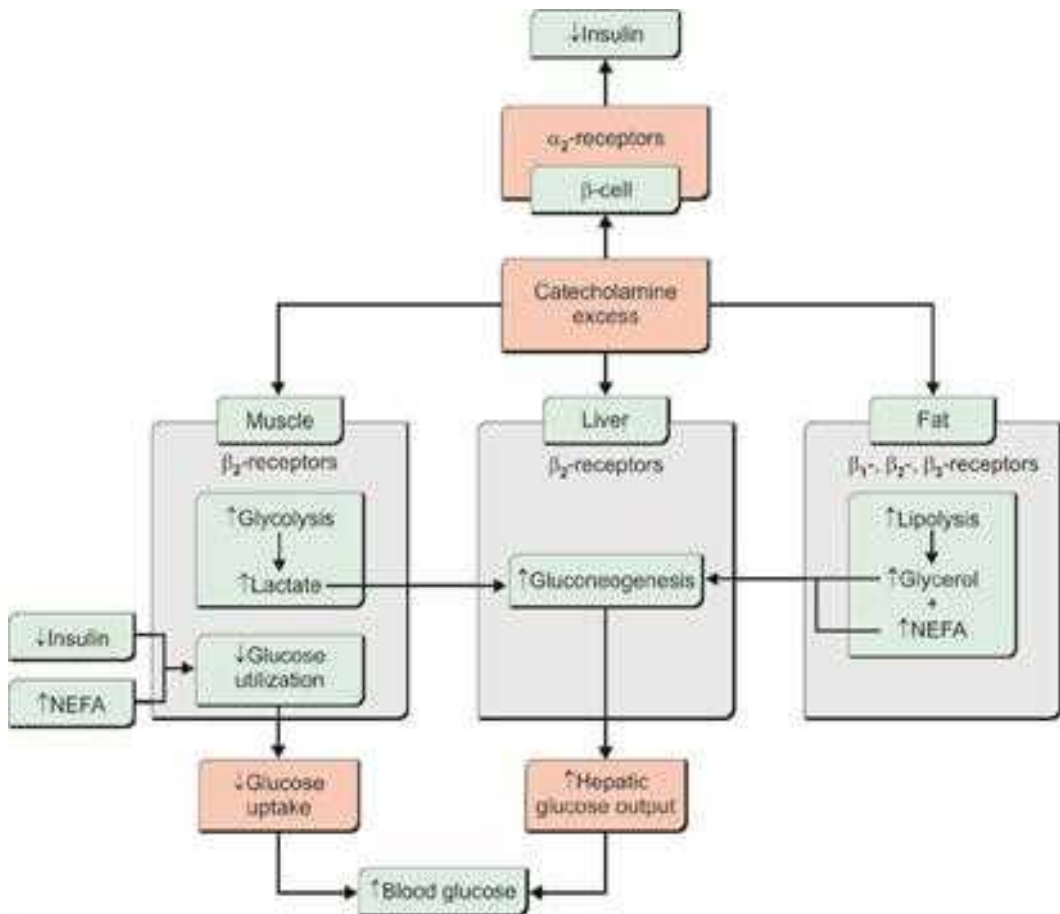 ↓Insulin
α₂-receptors
β-cell
Catecholamine
excess
Muscle
β₂-receptors
↑Glycolysis
↑Lactate
↓Insulin
↑NEFA
↓Glucose
utilization
↓Glucose
uptake
Liver
β₂-receptors
↑Gluconeogenesis
↑Hepatic
glucose output
Fat
β₁-, β₂-, β₃-receptors
↑Lipolysis
↑Glycerol
+
↑NEFA
↑Blood glucose